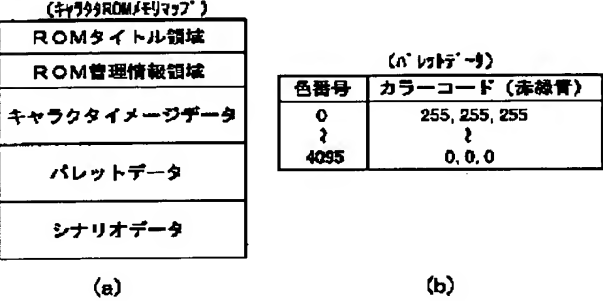 (ｷｬﾗｸﾀROMﾒﾓﾘﾏｯﾌﾟ)
ROMタイトル領域
ROM管理情報領域
キャラクタイメージデータ
パレットデータ
シナリオデータ
(a)
(ﾊﾟﾚｯﾄﾃﾞｰﾀ)
色番号 カラーコード（赤緑青）
0 255, 255, 255
≀ ≀
4095 0, 0, 0
(b)